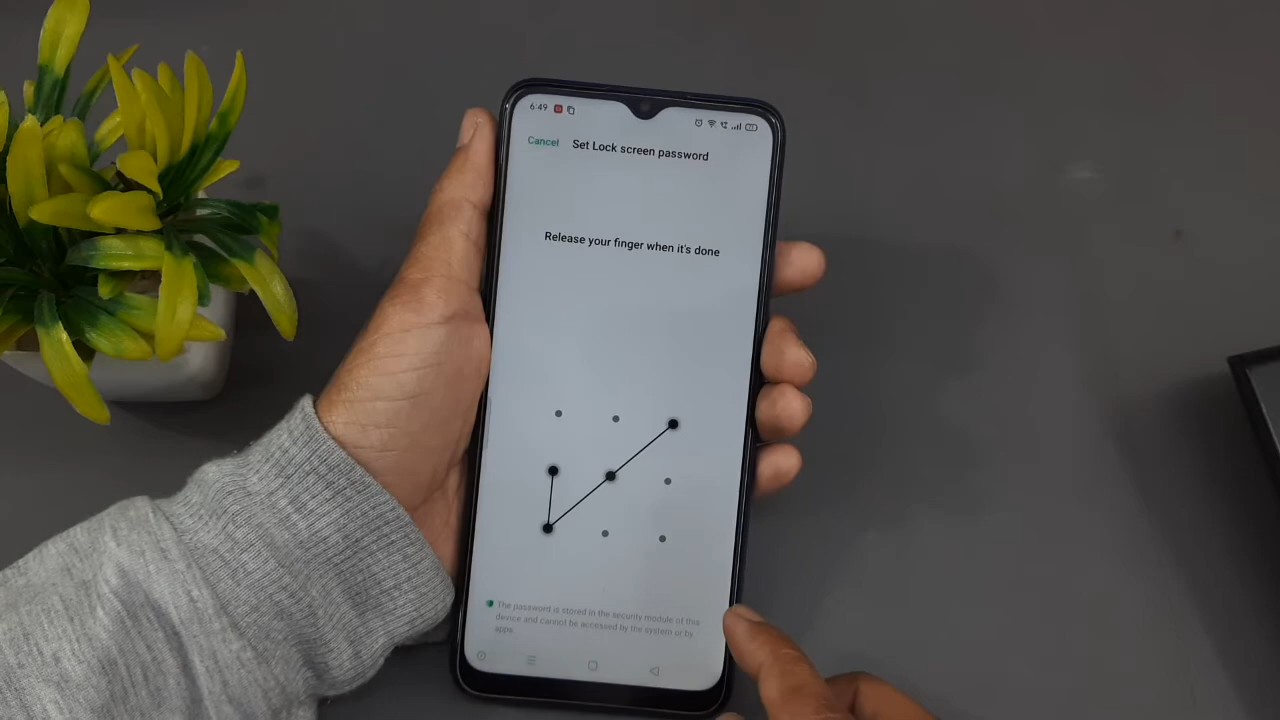 6:49
Cancel Set Lock screen password
Release your finger when it's done
The password is stored in the security module of this
device and cannot be accessed by the system or by
apps